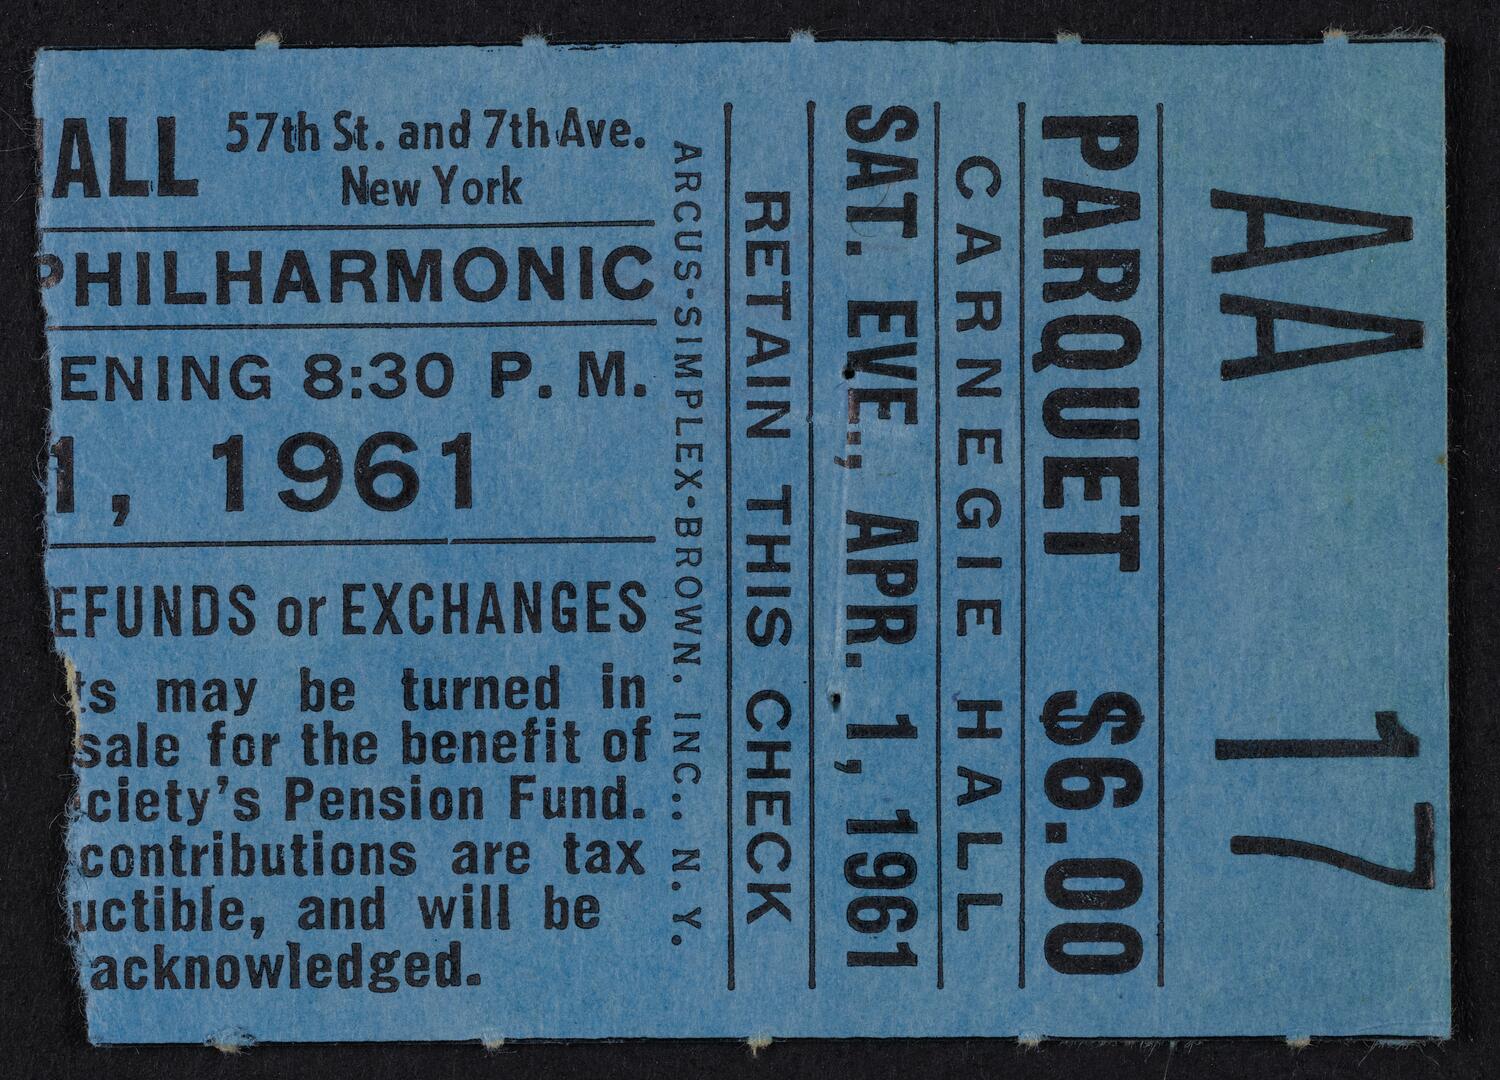 ALL 57th St. and 7th Ave.
New York
PHILHARMONIC
ENING 8:30 P. M.
1, 1961
EFUNDS or EXCHANGES
ts may be turned in
sale for the benefit of
ciety's Pension Fund.
contributions are tax
uctible, and will be
acknowledged.
ARCUS-SIMPLEX-BROWN. INC.. N. Y.
RETAIN THIS CHECK
SAT. EVE., APR. 1, 1961
CARNEGIE HALL
PARQUET $6.00
AA 17